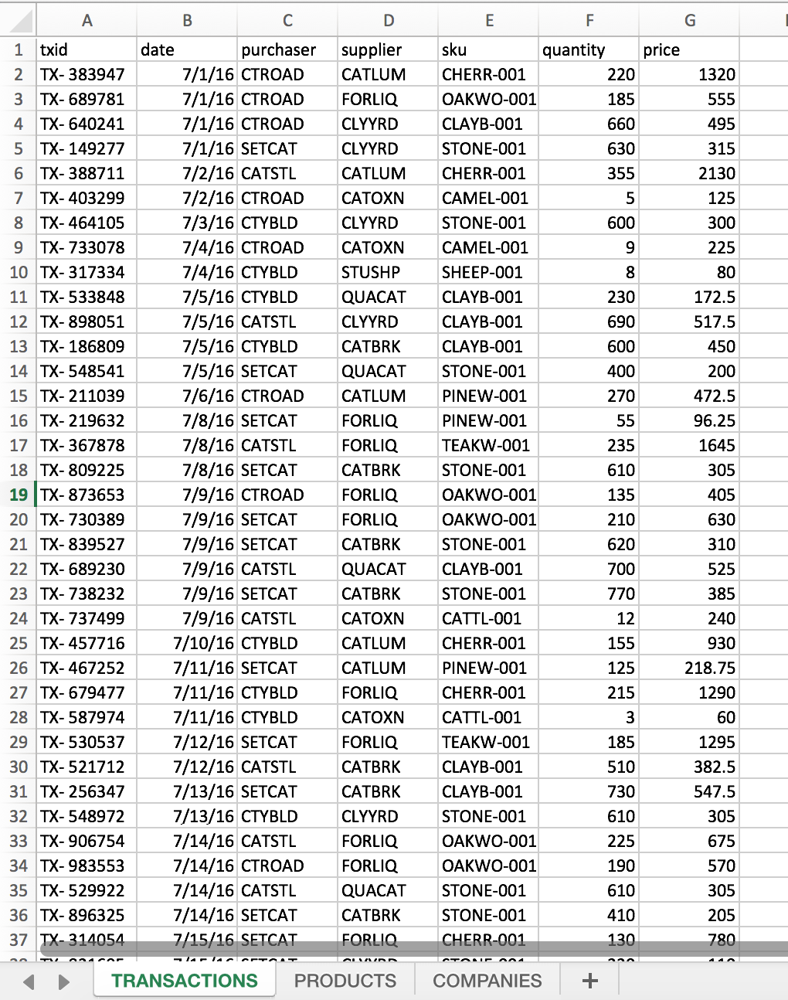 A B C D E F G
1 txid date purchaser supplier sku quantity price
2 TX- 383947 7/1/16 CTROAD CATLUM CHERR-001 220 1320
3 TX- 689781 7/1/16 CTROAD FORLIQ OAKWO-001 185 555
4 TX- 640241 7/1/16 CTROAD CLYYRD CLAYB-001 660 495
5 TX- 149277 7/1/16 SETCAT CLYYRD STONE-001 630 315
6 TX- 388711 7/2/16 CATSTL CATLUM CHERR-001 355 2130
7 TX- 403299 7/2/16 CTROAD CATOXN CAMEL-001 5 125
8 TX- 464105 7/3/16 CTYBLD CLYYRD STONE-001 600 300
9 TX- 733078 7/4/16 CTROAD CATOXN CAMEL-001 9 225
10 TX- 317334 7/4/16 CTYBLD STUSHP SHEEP-001 8 80
11 TX- 533848 7/5/16 CTYBLD QUACAT CLAYB-001 230 172.5
12 TX- 898051 7/5/16 CATSTL CLYYRD CLAYB-001 690 517.5
13 TX- 186809 7/5/16 CTYBLD CATBRK CLAYB-001 600 450
14 TX- 548541 7/5/16 SETCAT QUACAT STONE-001 400 200
15 TX- 211039 7/6/16 CTROAD CATLUM PINEW-001 270 472.5
16 TX- 219632 7/8/16 SETCAT FORLIQ PINEW-001 55 96.25
17 TX- 367878 7/8/16 CATSTL FORLIQ TEAKW-001 235 1645
18 TX- 809225 7/8/16 SETCAT CATBRK STONE-001 610 305
19 TX- 873653 7/9/16 CTROAD FORLIQ OAKWO-001 135 405
20 TX- 730389 7/9/16 SETCAT FORLIQ OAKWO-001 210 630
21 TX- 839527 7/9/16 SETCAT CATBRK STONE-001 620 310
22 TX- 689230 7/9/16 CATSTL QUACAT CLAYB-001 700 525
23 TX- 738232 7/9/16 SETCAT CATBRK STONE-001 770 385
24 TX- 737499 7/9/16 CATSTL CATOXN CATTL-001 12 240
25 TX- 457716 7/10/16 CTYBLD CATLUM CHERR-001 155 930
26 TX- 467252 7/11/16 SETCAT CATLUM PINEW-001 125 218.75
27 TX- 679477 7/11/16 CTYBLD FORLIQ CHERR-001 215 1290
28 TX- 587974 7/11/16 CTYBLD CATOXN CATTL-001 3 60
29 TX- 530537 7/12/16 SETCAT FORLIQ TEAKW-001 185 1295
30 TX- 521712 7/12/16 CATSTL CATBRK CLAYB-001 510 382.5
31 TX- 256347 7/13/16 SETCAT CATBRK CLAYB-001 730 547.5
32 TX- 548972 7/13/16 CTYBLD CLYYRD STONE-001 610 305
33 TX- 906754 7/14/16 CATSTL FORLIQ OAKWO-001 225 675
34 TX- 983553 7/14/16 CTROAD FORLIQ OAKWO-001 190 570
35 TX- 529922 7/14/16 CATSTL QUACAT STONE-001 610 305
36 TX- 896325 7/14/16 SETCAT CATBRK STONE-001 410 205
37 TX- 314054 7/15/16 SETCAT FORLIQ CHERR-001 130 780
TRANSACTIONS PRODUCTS COMPANIES +